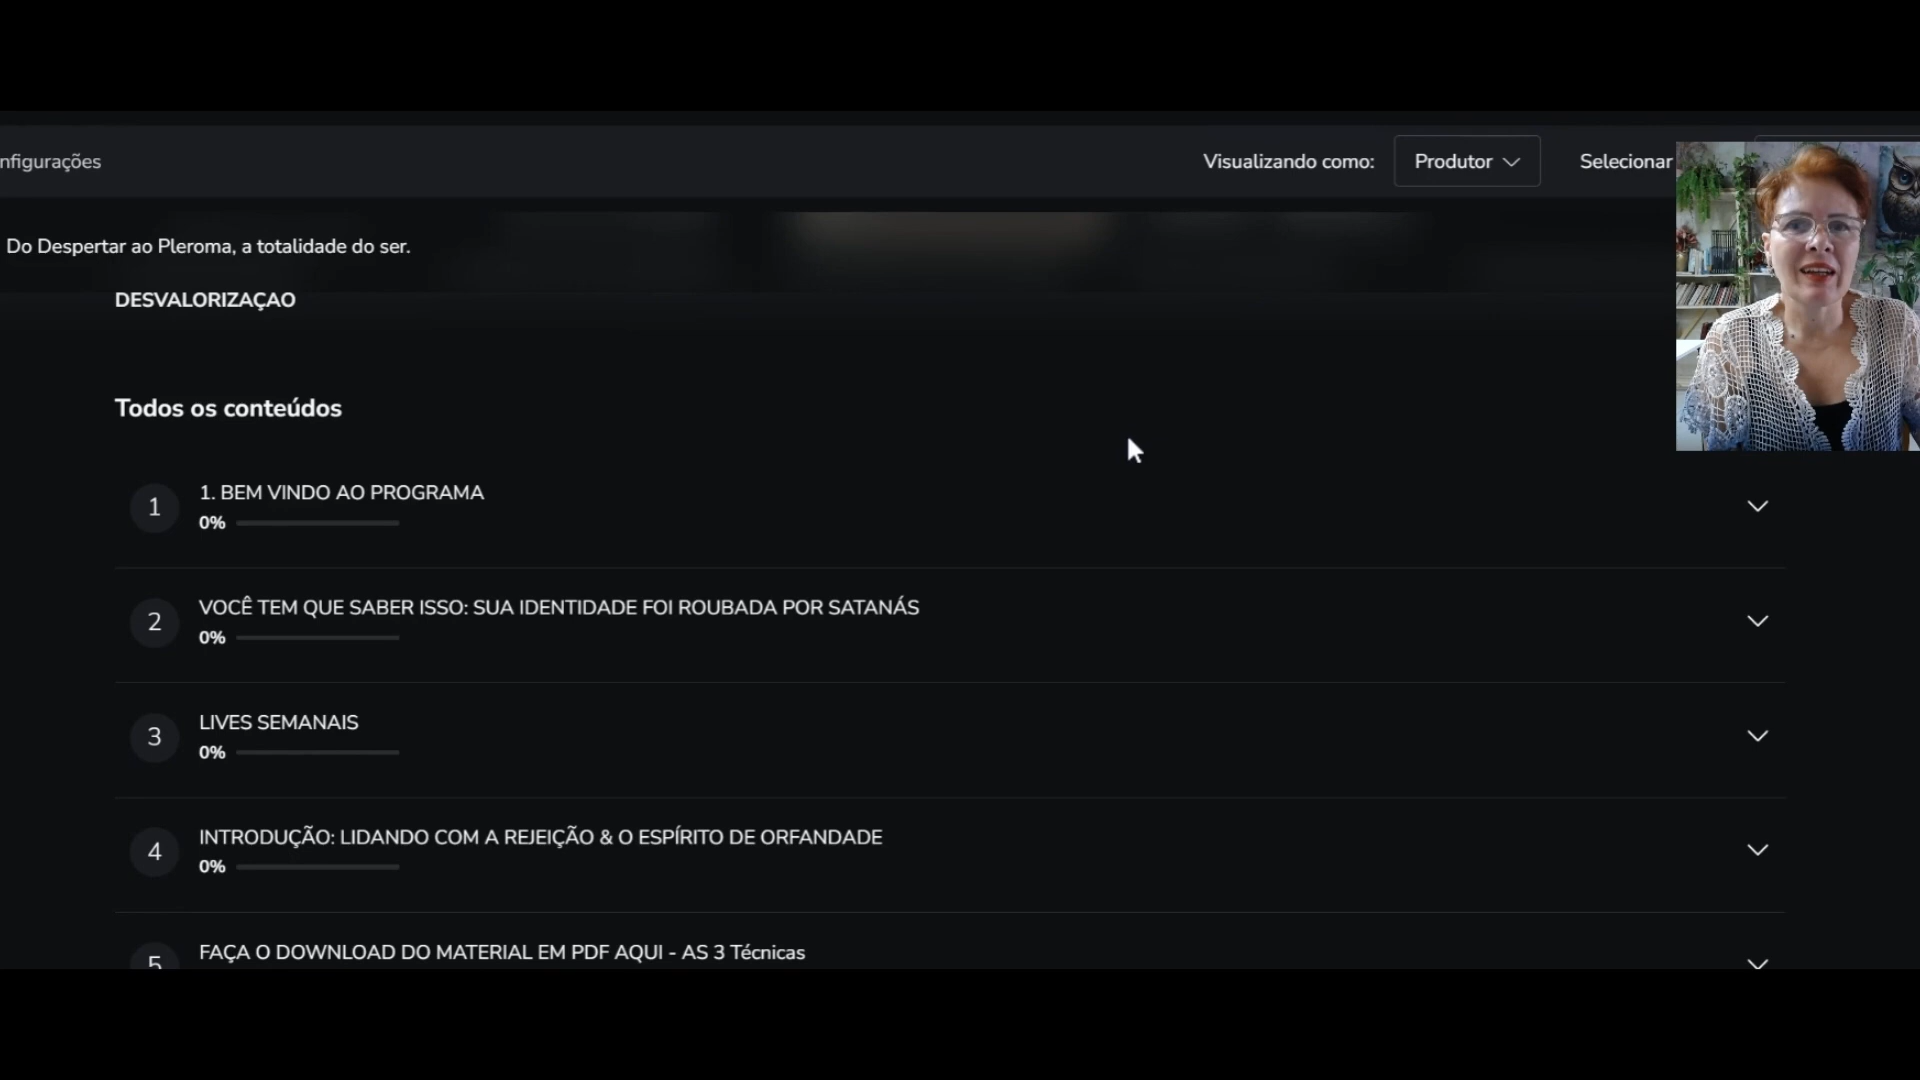 nfigurações
Visualizando como:
Produtor
Selecionar
Do Despertar ao Pleroma, a totalidade do ser.
DESVALORIZAÇAO
Todos os conteúdos
1
1. BEM VINDO AO PROGRAMA
0%
2
VOCÊ TEM QUE SABER ISSO: SUA IDENTIDADE FOI ROUBADA POR SATANÁS
0%
3
LIVES SEMANAIS
0%
4
INTRODUÇÃO: LIDANDO COM A REJEIÇÃO & O ESPÍRITO DE ORFANDADE
0%
5
FAÇA O DOWNLOAD DO MATERIAL EM PDF AQUI - AS 3 Técnicas